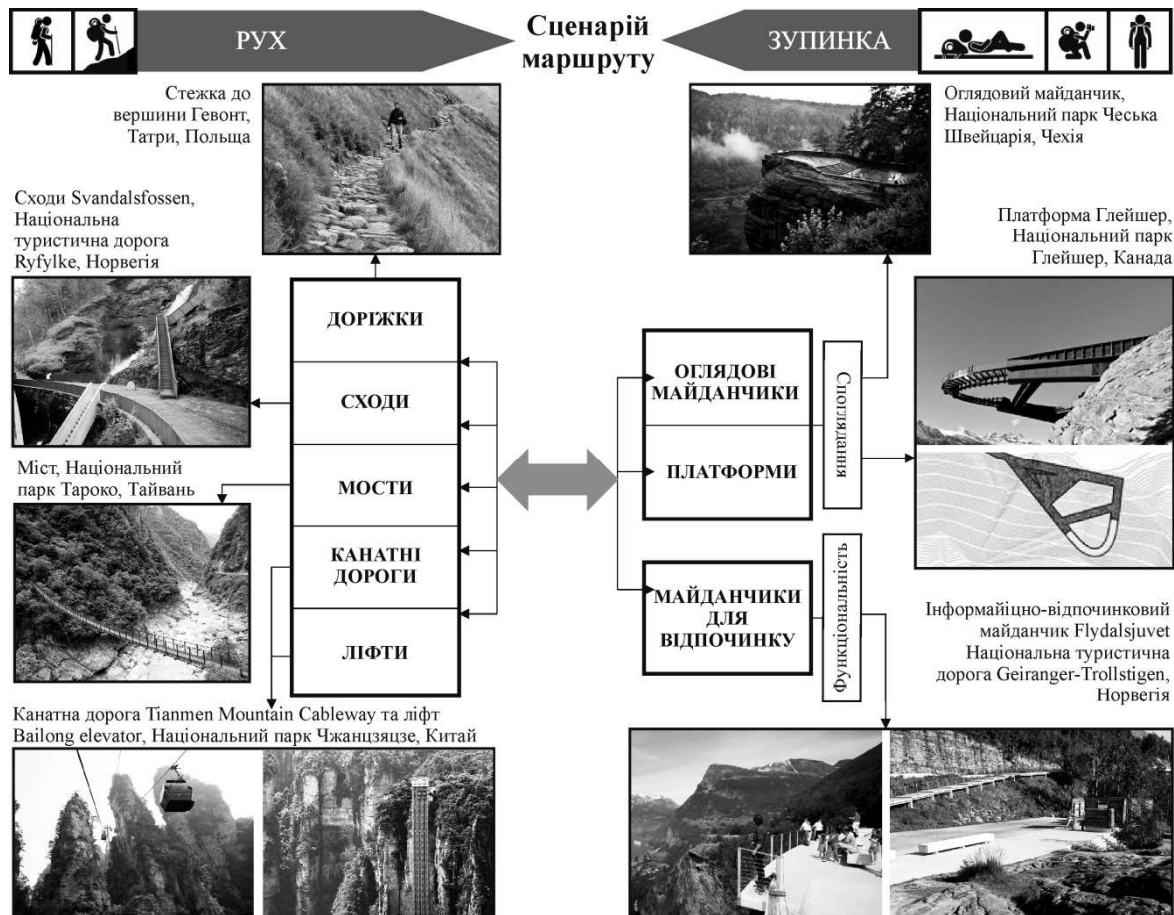 РУХ
Сценарій
маршруту
ЗУПИНКА
Стежка до
вершини Гевонт,
Татри, Польща
Оглядовий майданчик,
Національний парк Чеська
Швейцарія, Чехія
Сходи Svandalsfossen,
Національна
туристична дорога
Ryfylke, Норвегія
Платформа Глейшер,
Національний парк
Глейшер, Канада
ДОРІЖКИ
СХОДИ
МОСТИ
КАНАТНІ
ДОРОГИ
ЛІФТИ
ОГЛЯДОВІ
МАЙДАНЧИКИ
ПЛАТФОРМИ
Споглядання
МАЙДАНЧИКИ
ДЛЯ
ВІДПОЧИНКУ
Функціональність
Міст, Національний
парк Тароко, Тайвань
Інформайіцно-відпочинковий
майданчик Flydalsjuvet
Національна туристична
дорога Geiranger-Trollstigen,
Норвегія
Канатна дорога Tianmen Mountain Cableway та ліфт
Bailong elevator, Національний парк Чжанцзяцзе, Китай